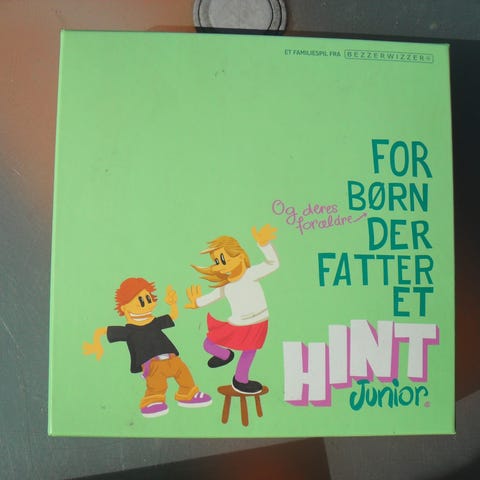 ET FAMILIESPIL FRA BEZZERWIZZER®
FOR
BØRN
Og deres
forældre
DER
FATTER
ET
HINT
Junior®